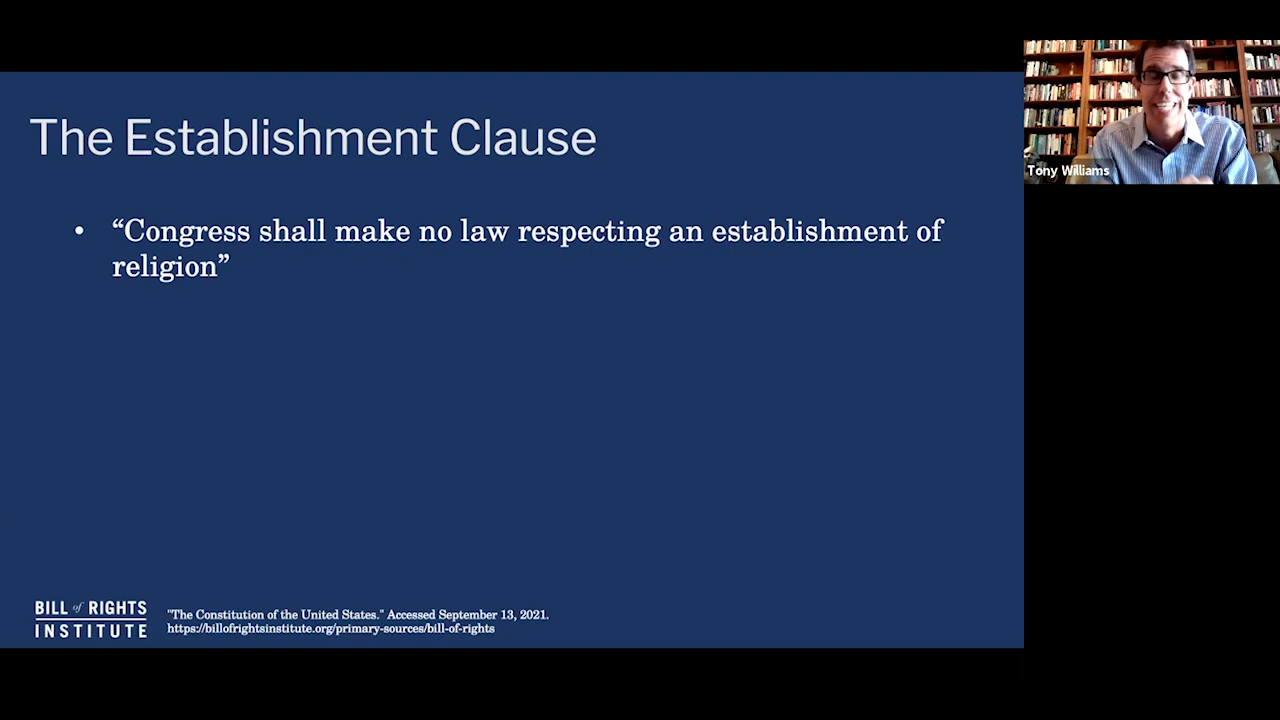 The Establishment Clause
• “Congress shall make no law respecting an establishment of
religion”
Tony Williams
BILL of RIGHTS
INSTITUTE
"The Constitution of the United States." Accessed September 13, 2021.
https://billofrightsinstitute.org/primary-sources/bill-of-rights